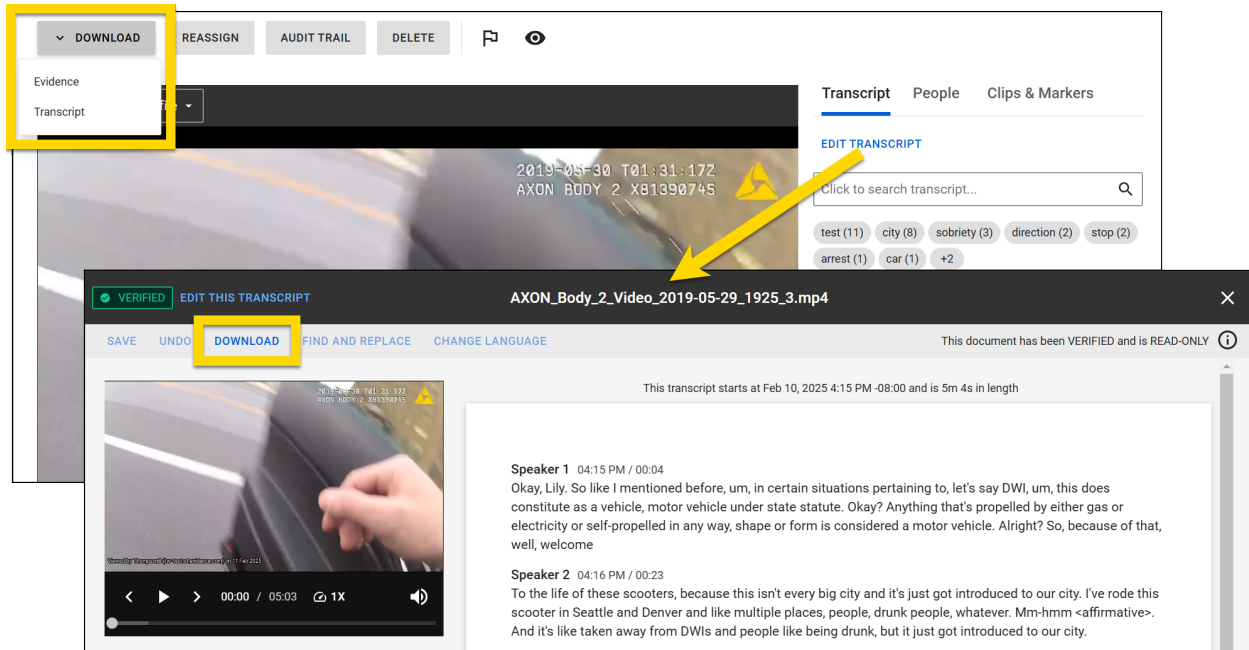 DOWNLOAD
REASSIGN
AUDIT TRAIL
DELETE
Evidence
Transcript
2019-05-30 T01:31:17Z
AXON BODY 2 X81390745
Transcript
People
Clips & Markers
EDIT TRANSCRIPT
Click to search transcript...
test (11)
city (8)
sobriety (3)
direction (2)
stop (2)
arrest (1)
car (1)
+2
VERIFIED
EDIT THIS TRANSCRIPT
AXON_Body_2_Video_2019-05-29_1925_3.mp4
SAVE
UNDO
DOWNLOAD
FIND AND REPLACE
CHANGE LANGUAGE
This document has been VERIFIED and is READ-ONLY
2019-05-30 T01:31:17Z
AXON BODY 2 X81390745
00:00 / 05:03
1X
This transcript starts at Feb 10, 2025 4:15 PM -08:00 and is 5m 4s in length
Speaker 1 04:15 PM / 00:04
Okay, Lily. So like I mentioned before, um, in certain situations pertaining to, let's say DWI, um, this does
constitute as a vehicle, motor vehicle under state statute. Okay? Anything that's propelled by either gas or
electricity or self-propelled in any way, shape or form is considered a motor vehicle. Alright? So, because of that,
well, welcome
Speaker 2 04:16 PM / 00:23
To the life of these scooters, because this isn't every big city and it's just got introduced to our city. I've rode this
scooter in Seattle and Denver and like multiple places, people, drunk people, whatever. Mm-hmm <affirmative>.
And it's like taken away from DWIs and people like being drunk, but it just got introduced to our city.